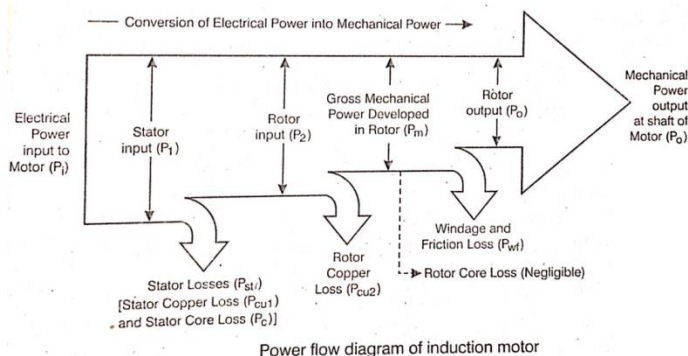 Conversion of Electrical Power into Mechanical Power
Electrical
Power
input to
Motor (Pi)
Stator
input (P1)
Rotor
input (P2)
Gross Mechanical
Power Developed
in Rotor (Pm)
Rotor
output (Po)
Mechanical
Power
output
at shaft of
Motor (Po)
Stator Losses (Pst)
[Stator Copper Loss (Pcu1)
and Stator Core Loss (Pc)]
Rotor
Copper
Loss (Pcu2)
Windage and
Friction Loss (Pwf)
Rotor Core Loss (Negligible)
Power flow diagram of induction motor